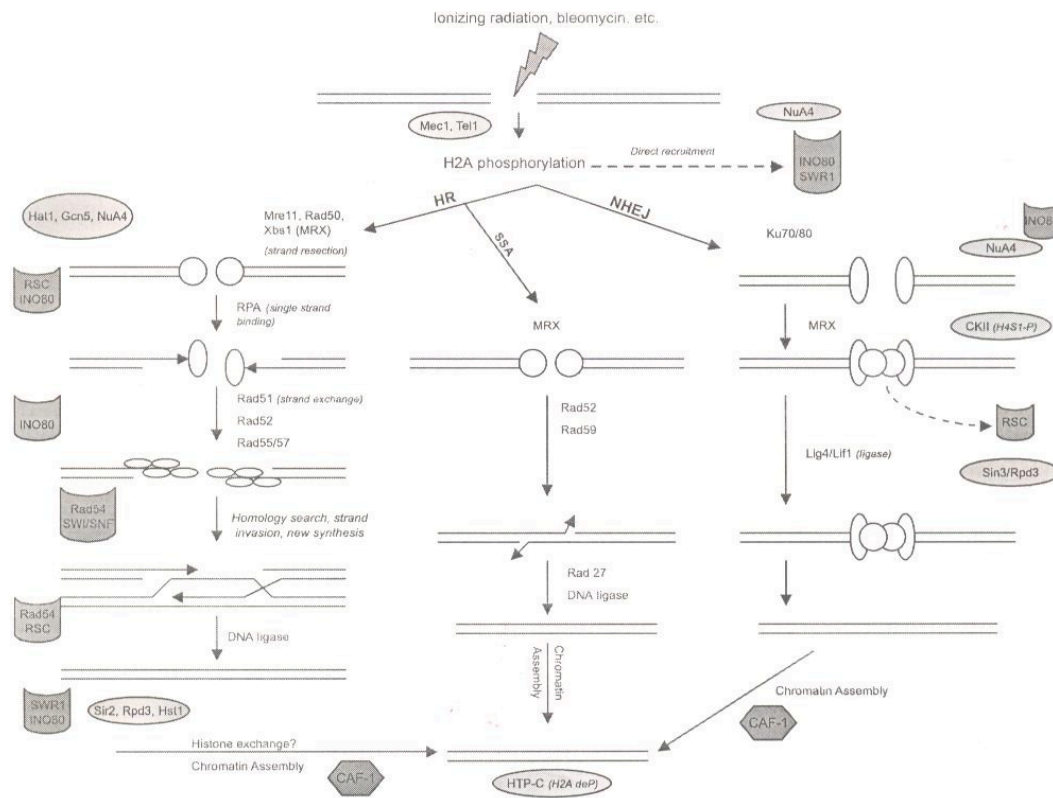 Ionizing radiation, bleomycin. etc.
Mec1, Tel1
NuA4
H2A phosphorylation
Direct recruitment
INO80
SWR1
HR
NHEJ
SSA
Hat1, Gcn5, NuA4
Mre11, Rad50,
Xbs1 (MRX)
(strand resection)
Ku70/80
INO8
NuA4
RSC
INO80
RPA (single strand
binding)
MRX
MRX
CKII (H4S1-P)
INO80
Rad51 (strand exchange)
Rad52
Rad55/57
Rad52
Rad59
RSC
Lig4/Lif1 (ligase)
Sin3/Rpd3
Rad54
SWI/SNF
Homology search, strand
invasion, new synthesis
Rad54
RSC
Rad 27
DNA ligase
DNA ligase
SWR1
INO80
Sir2, Rpd3, Hst1
Chromatin
Assembly
Chromatin Assembly
CAF-1
Histone exchange?
Chromatin Assembly
CAF-1
HTP-C (H2A deP)